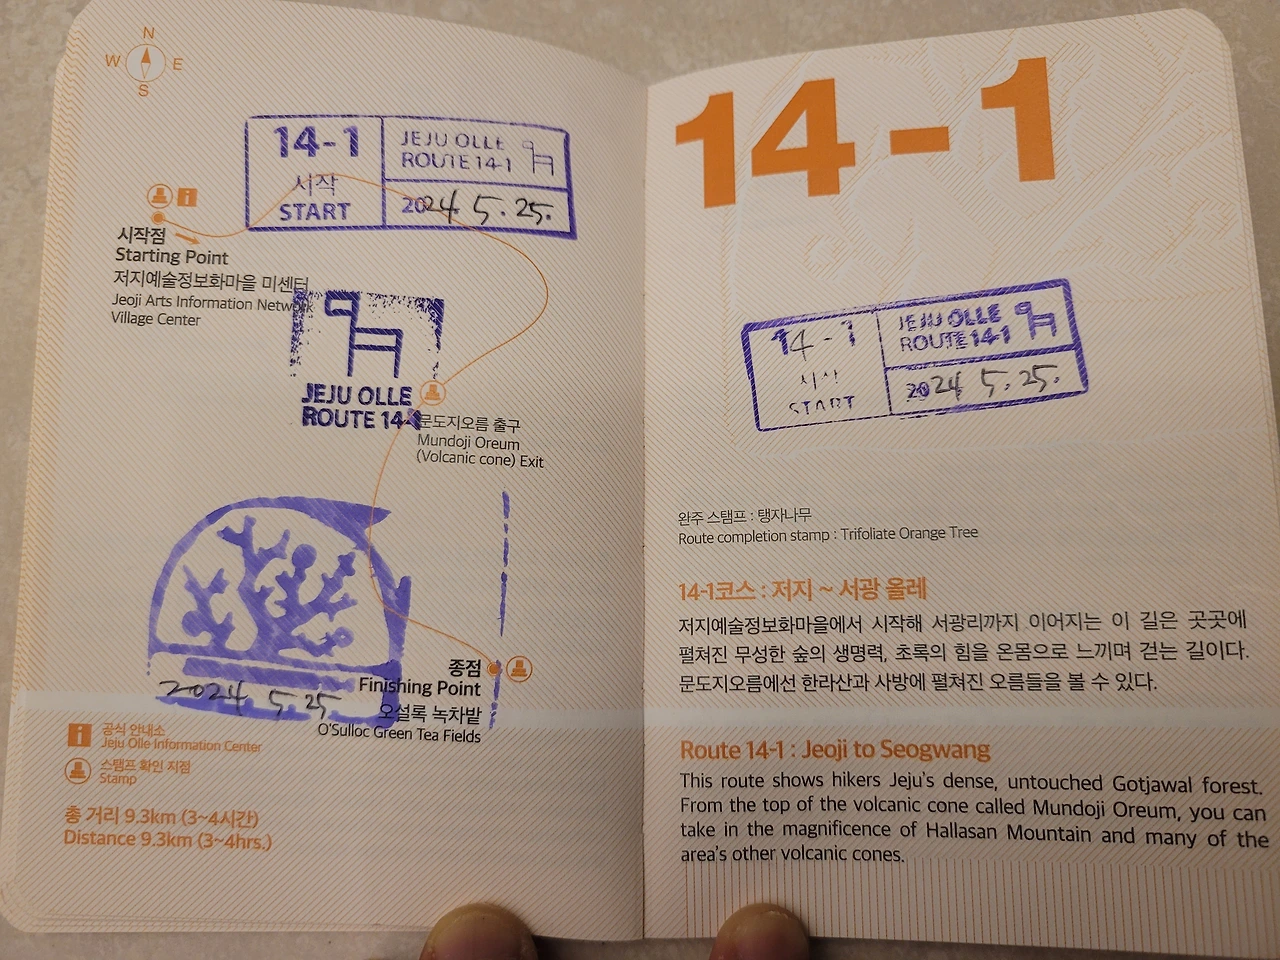 N
W E
S
14-1
시작
START
JEJU OLLE
ROUTE 14-1
2024 5. 25.
시작점
Starting Point
저지예술정보화마을 미센터
Jeoji Arts Information Network
Village Center
JEJU OLLE
ROUTE 14-1
문도지오름 출구
Mundoji Oreum
(Volcanic cone) Exit
2024 5. 25
종점
Finishing Point
오설록 녹차밭
O'Sulloc Green Tea Fields
공식 안내소
Jeju Olle Information Center
스탬프 확인 지점
Stamp
총 거리 9.3km (3~4시간)
Distance 9.3km (3~4hrs.)
14-1
14-1
시작
START
JEJU OLLE
ROUTE 14-1
2024 5. 25.
완주 스탬프 : 탱자나무
Route completion stamp : Trifoliate Orange Tree
14-1코스 : 저지 ~ 서광 올레
저지예술정보화마을에서 시작해 서광리까지 이어지는 이 길은 곳곳에
펼쳐진 무성한 숲의 생명력, 초록의 힘을 온몸으로 느끼며 걷는 길이다.
문도지오름에선 한라산과 사방에 펼쳐진 오름들을 볼 수 있다.
Route 14-1 : Jeoji to Seogwang
This route shows hikers Jeju's dense, untouched Gotjawal forest.
From the top of the volcanic cone called Mundoji Oreum, you can
take in the magnificence of Hallasan Mountain and many of the
area's other volcanic cones.